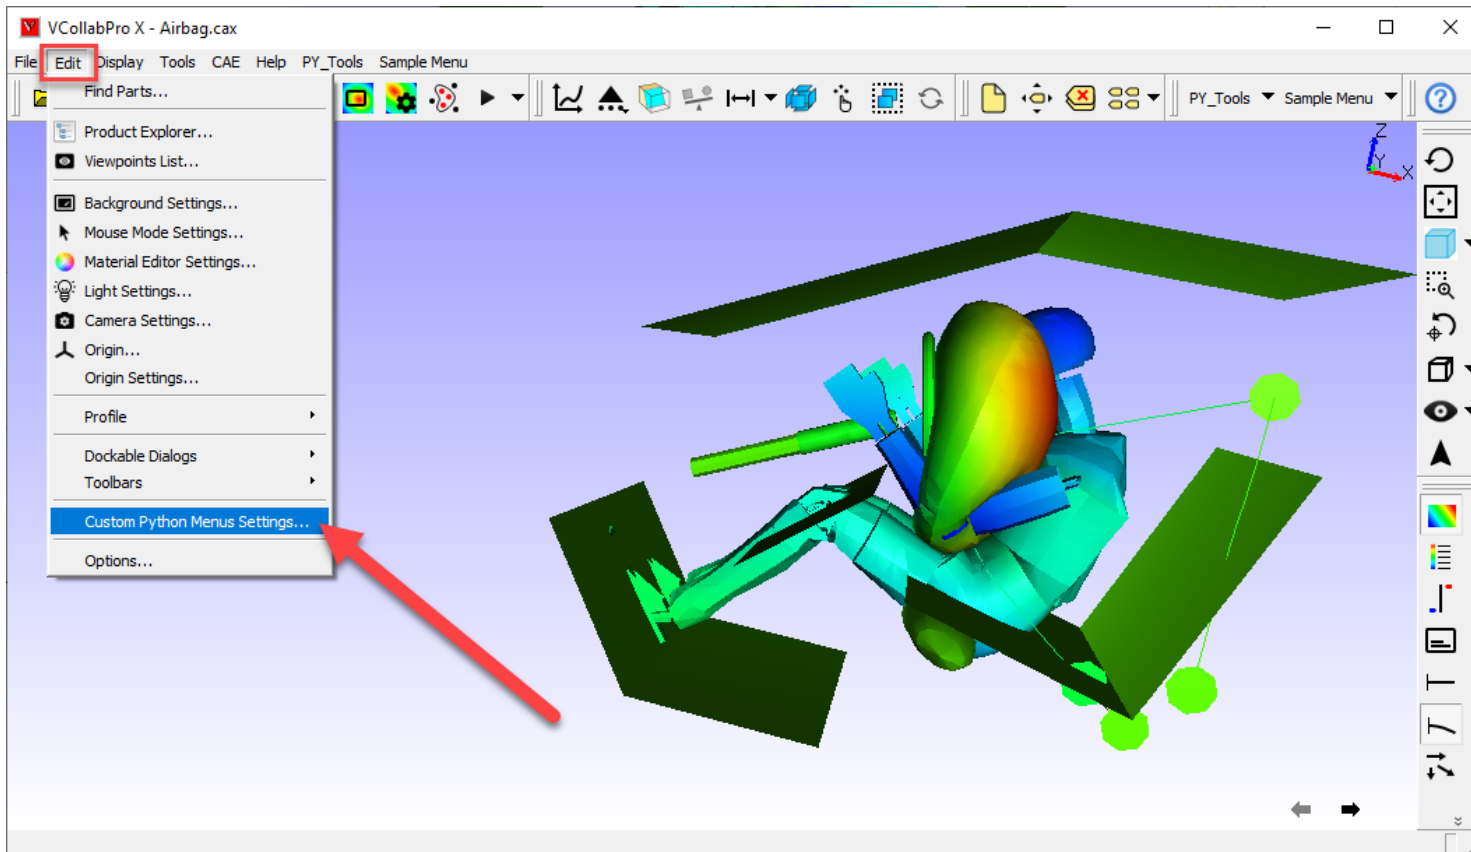 VCollabPro X - Airbag.cax
File Edit Display Tools CAE Help PY_Tools Sample Menu
PY_Tools Sample Menu
Find Parts...
Product Explorer...
Viewpoints List...
Background Settings...
Mouse Mode Settings...
Material Editor Settings...
Light Settings...
Camera Settings...
Origin...
Origin Settings...
Profile
Dockable Dialogs
Toolbars
Custom Python Menus Settings...
Options...
Z
Y
X